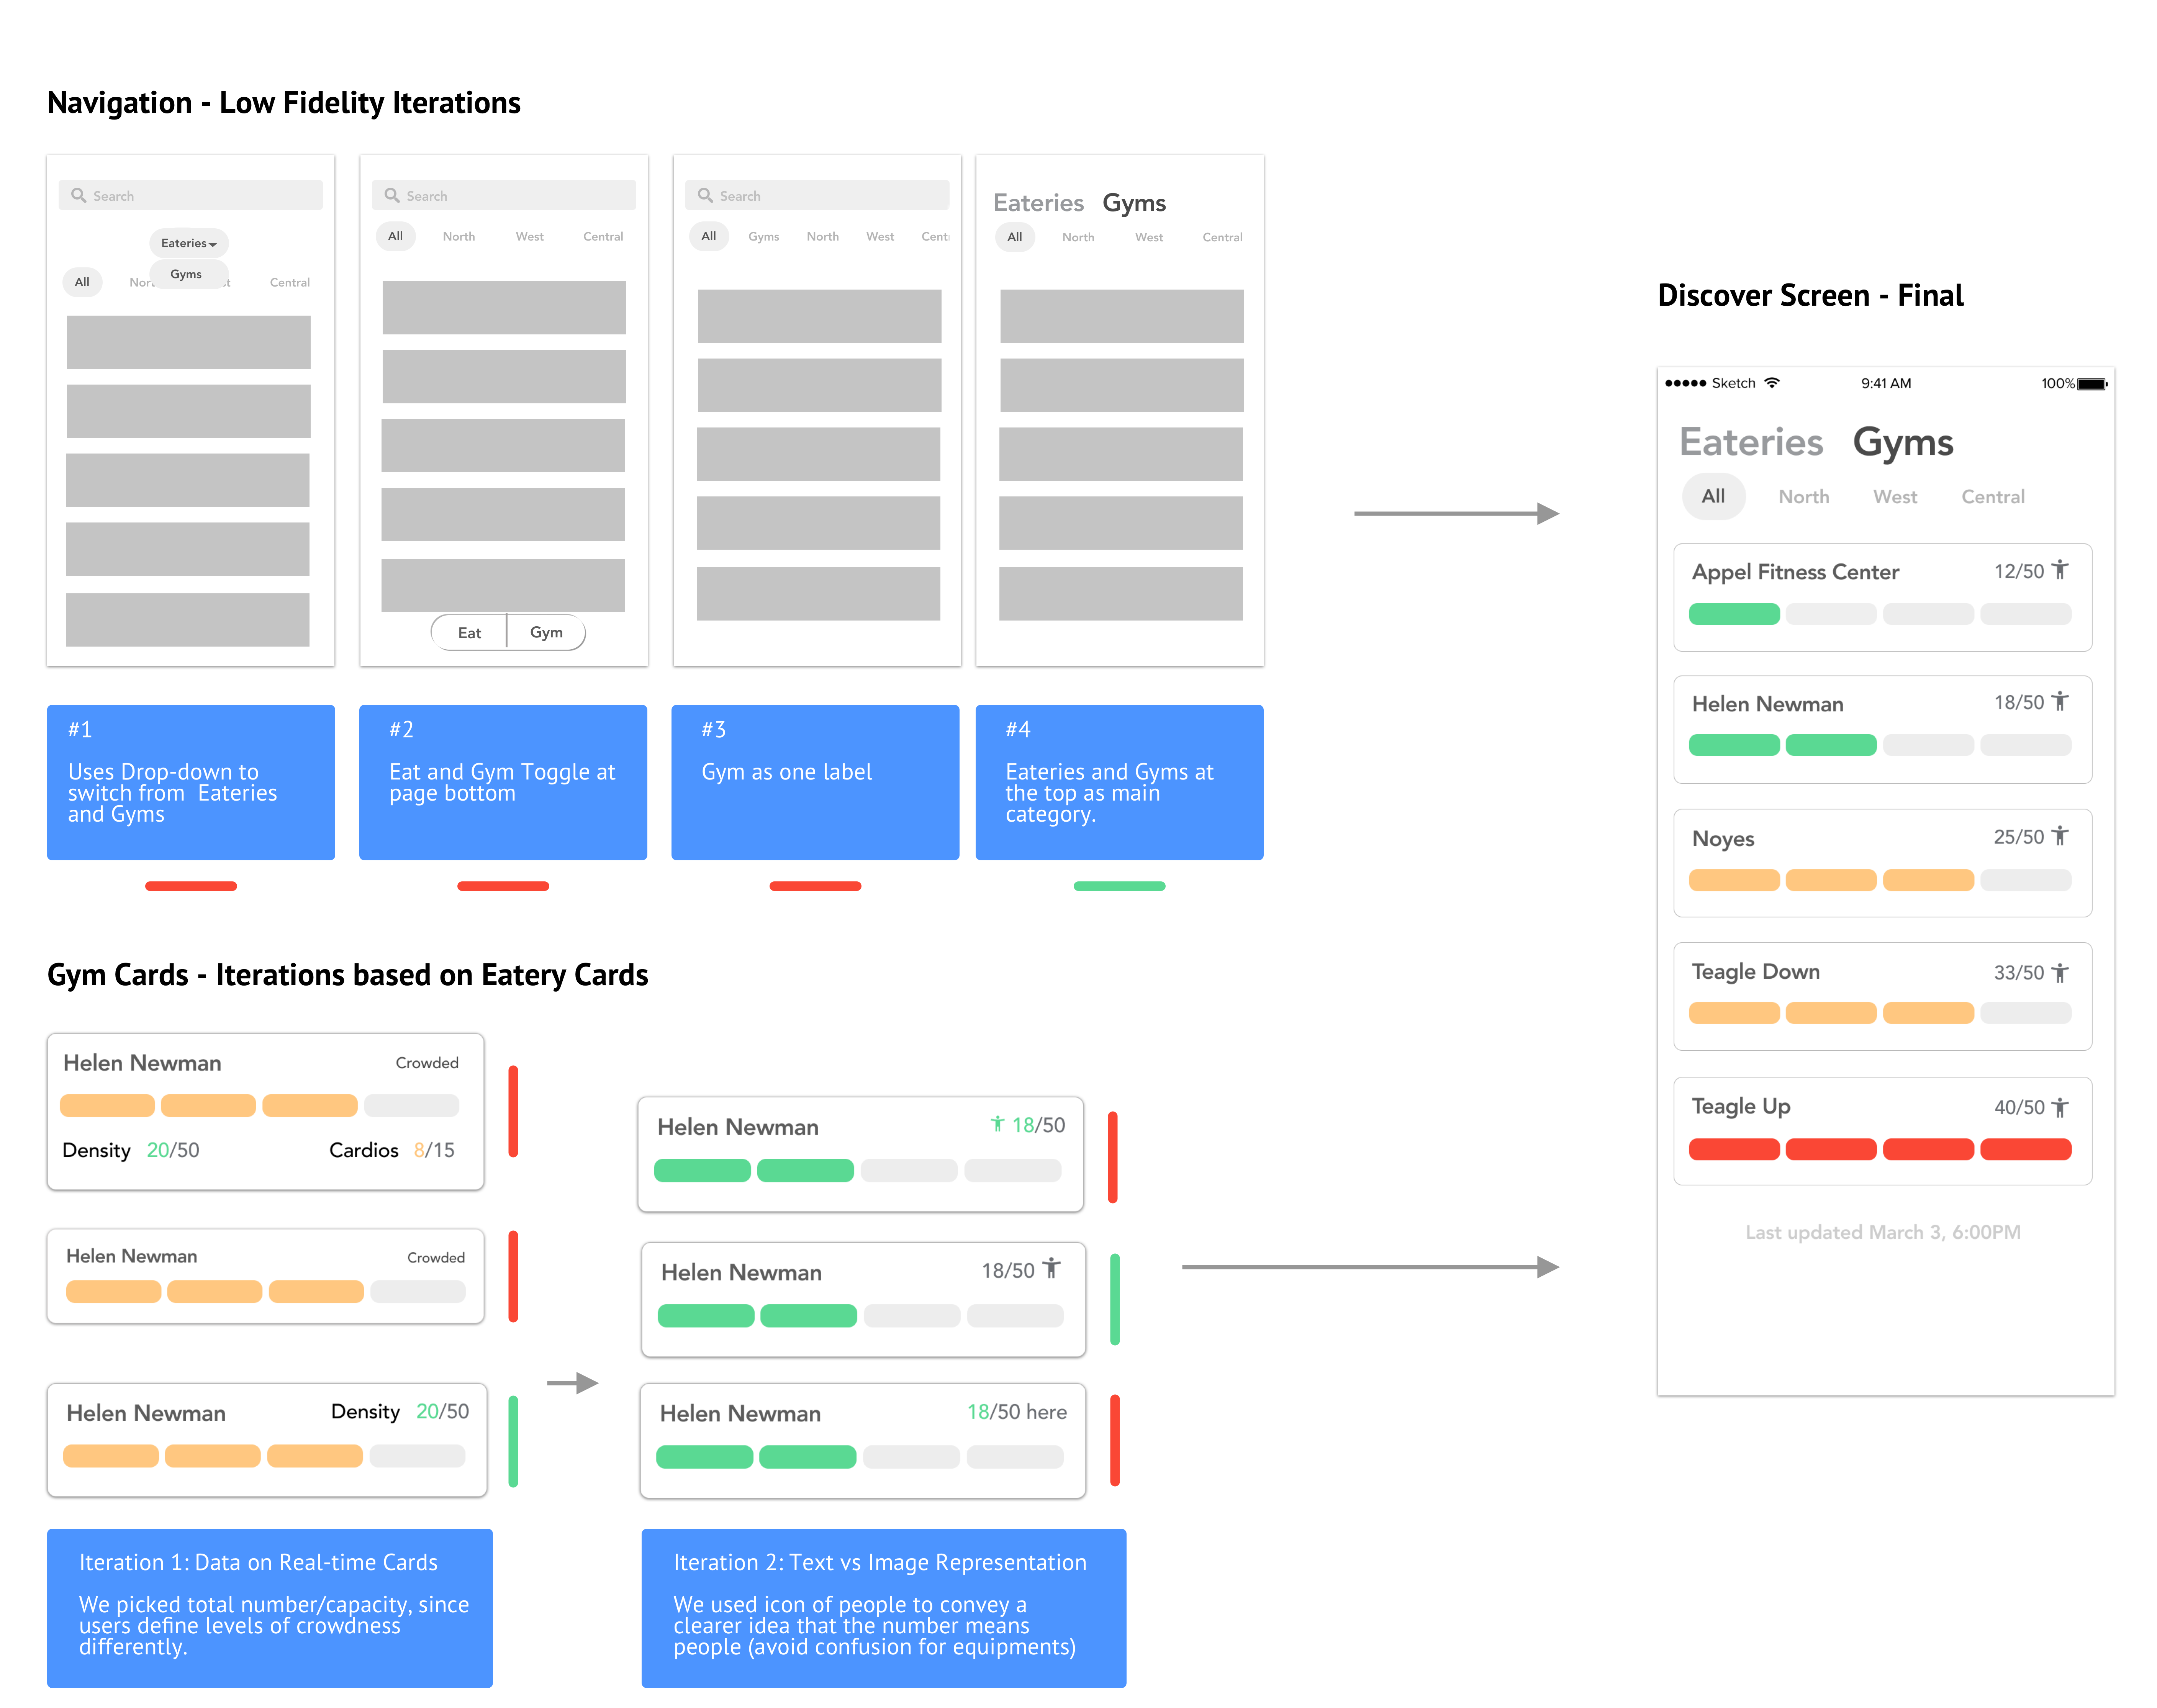 Navigation - Low Fidelity Iterations
Search
Eateries
Gyms
All
Central
Search
All North West Central
Eat Gym
Search
All Gyms North West Cent
Eateries Gyms
All North West Central
#1
Uses Drop-down to
switch from Eateries
and Gyms
#2
Eat and Gym Toggle at
page bottom
#3
Gym as one label
#4
Eateries and Gyms at
the top as main
category.
Gym Cards - Iterations based on Eatery Cards
Helen Newman Crowded
Density 20/50 Cardios 8/15
Helen Newman Crowded
Helen Newman Density 20/50
Helen Newman 18/50
Helen Newman 18/50
Helen Newman 18/50 here
Iteration 1: Data on Real-time Cards
We picked total number/capacity, since
users define levels of crowdness
differently.
Iteration 2: Text vs Image Representation
We used icon of people to convey a
clearer idea that the number means
people (avoid confusion for equipments)
Discover Screen - Final
Sketch 9:41 AM 100%
Eateries Gyms
All North West Central
Appel Fitness Center 12/50
Helen Newman 18/50
Noyes 25/50
Teagle Down 33/50
Teagle Up 40/50
Last updated March 3, 6:00PM